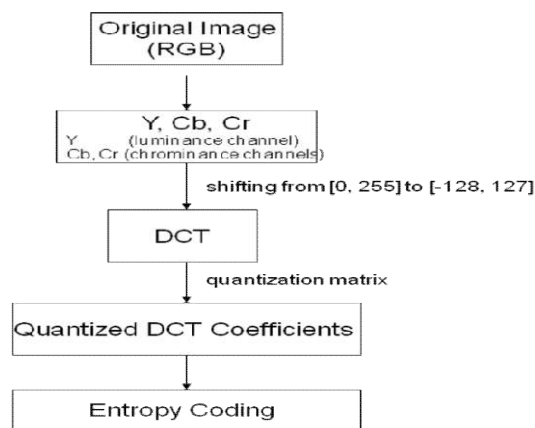 Original Image
(RGB)
Y, Cb, Cr
Y (luminance channel)
Cb, Cr (chrominance channels)
shifting from [0, 255] to [-128, 127]
DCT
quantization matrix
Quantized DCT Coefficients
Entropy Coding